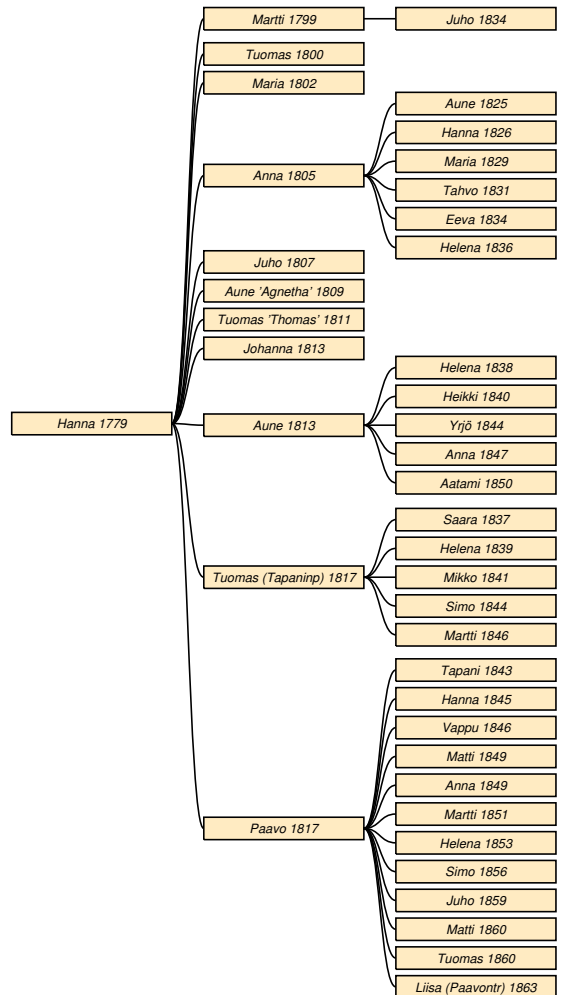 Martti 1799
Juho 1834
Tuomas 1800
Maria 1802
Aune 1825
Hanna 1826
Maria 1829
Anna 1805
Tahvo 1831
Eeva 1834
Helena 1836
Juho 1807
Aune 'Agnetha' 1809
Tuomas 'Thomas' 1811
Johanna 1813
Helena 1838
Heikki 1840
Hanna 1779
Aune 1813
Yrjö 1844
Anna 1847
Aatami 1850
Saara 1837
Helena 1839
Tuomas (Tapaninp) 1817
Mikko 1841
Simo 1844
Martti 1846
Tapani 1843
Hanna 1845
Vappu 1846
Matti 1849
Anna 1849
Martti 1851
Paavo 1817
Helena 1853
Simo 1856
Juho 1859
Matti 1860
Tuomas 1860
Liisa (Paavontr) 1863